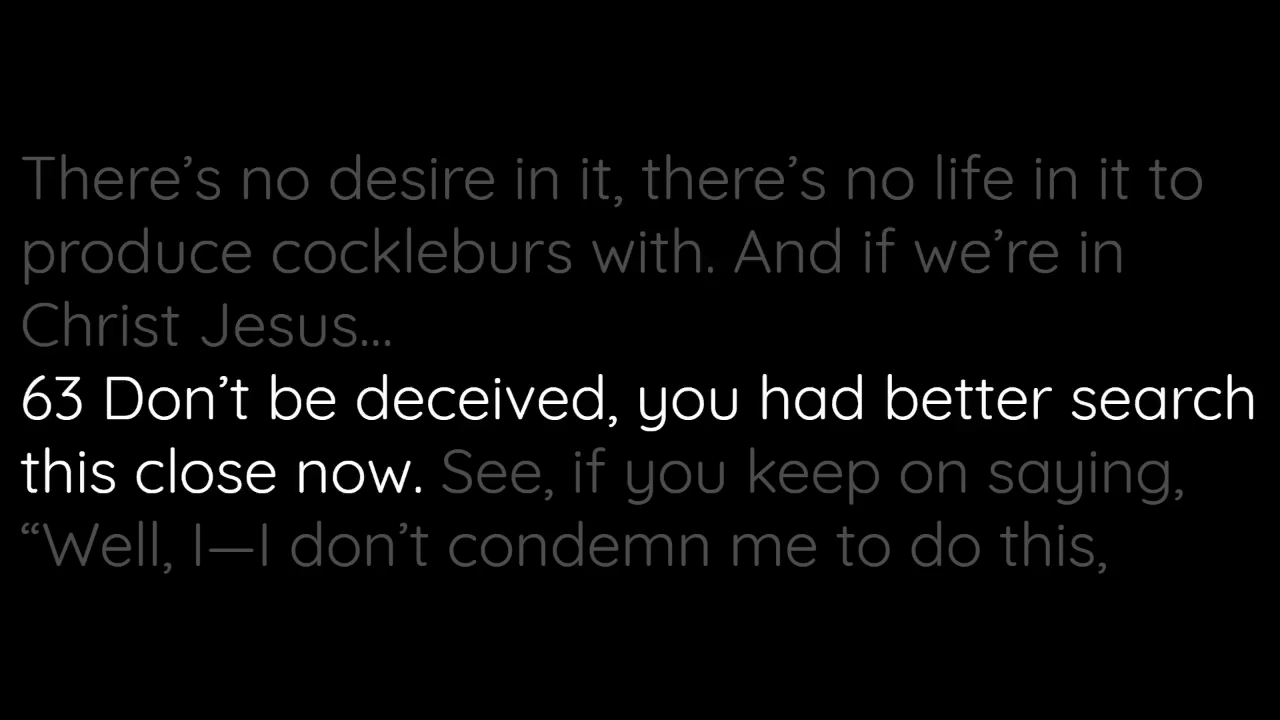 There’s no desire in it, there’s no life in it to
produce cockleburs with. And if we’re in
Christ Jesus...
63 Don’t be deceived, you had better search
this close now. See, if you keep on saying,
“Well, I—I don’t condemn me to do this,